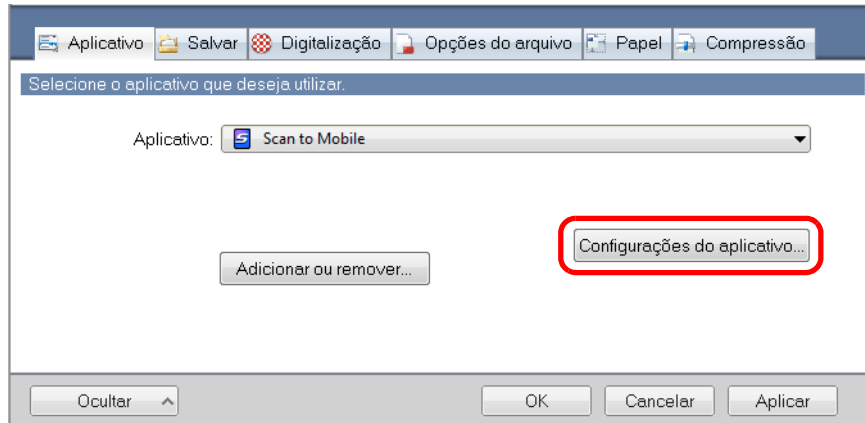 Aplicativo Salvar Digitalização Opções do arquivo Papel Compressão
Selecione o aplicativo que deseja utilizar.
Aplicativo: Scan to Mobile
Configurações do aplicativo...
Adicionar ou remover...
Ocultar OK Cancelar Aplicar